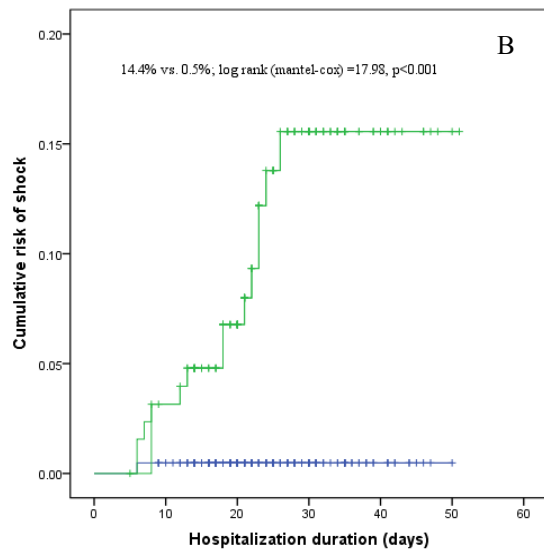 B
14.4% vs. 0.5%; log rank (mantel-cox) =17.98, p<0.001
Cumulative risk of shock
0.20
0.15
0.10
0.05
0.00
0 10 20 30 40 50 60
Hospitalization duration (days)